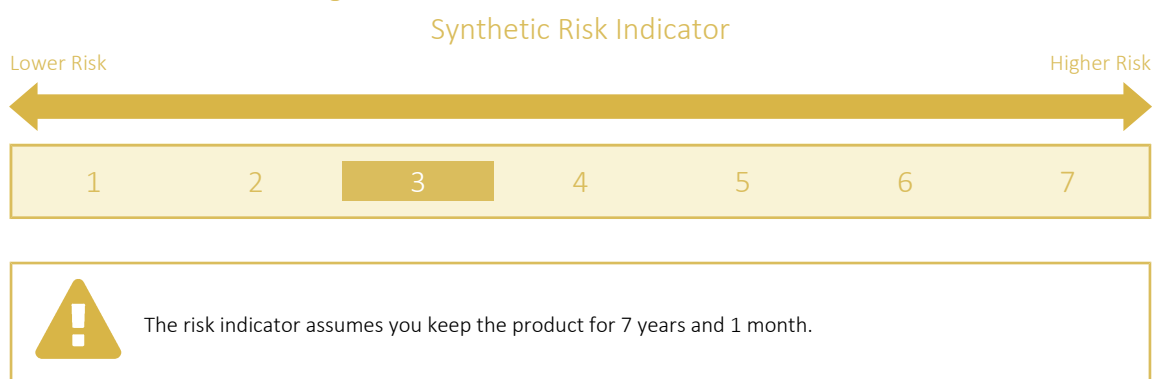 Synthetic Risk Indicator
Lower Risk Higher Risk
1 2 3 4 5 6 7
The risk indicator assumes you keep the product for 7 years and 1 month.